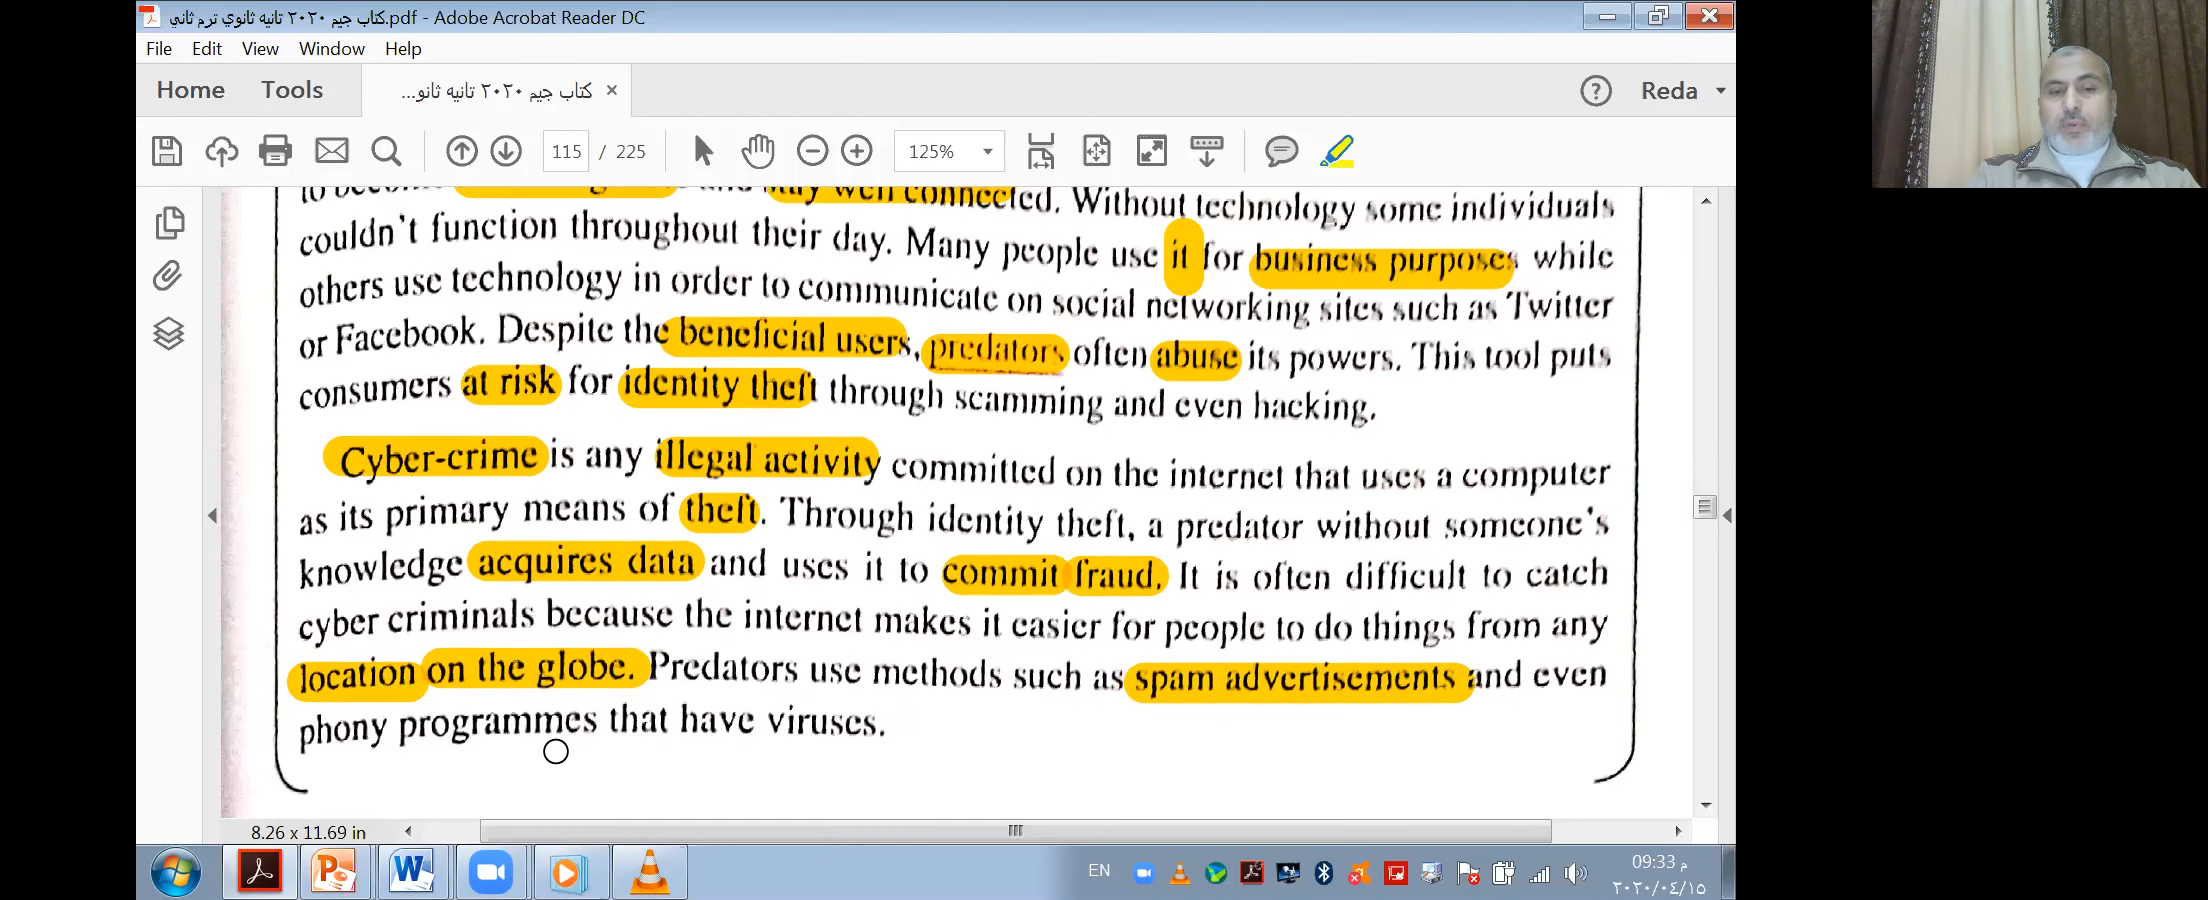 كتاب جيم ٢٠٢٠ تانيه ثانوي ترم ثاني.pdf - Adobe Acrobat Reader DC
File Edit View Window Help
Home Tools كتاب جيم ٢٠٢٠ تانيه ثانو... × ? Reda
115 / 225 125%
to become well connected. Without technology some individuals
couldn't function throughout their day. Many people use it for business purposes while
others use technology in order to communicate on social networking sites such as Twitter
or Facebook. Despite the beneficial users, predators often abuse its powers. This tool puts
consumers at risk for identity theft through scamming and even hacking.
Cyber-crime is any illegal activity committed on the internet that uses a computer
as its primary means of theft. Through identity theft, a predator without someone's
knowledge acquires data and uses it to commit fraud. It is often difficult to catch
cyber criminals because the internet makes it easier for people to do things from any
location on the globe. Predators use methods such as spam advertisements and even
phony programmes that have viruses.
8.26 x 11.69 in
EN 09:33 م
٢٠٢٠/٠٤/١٥